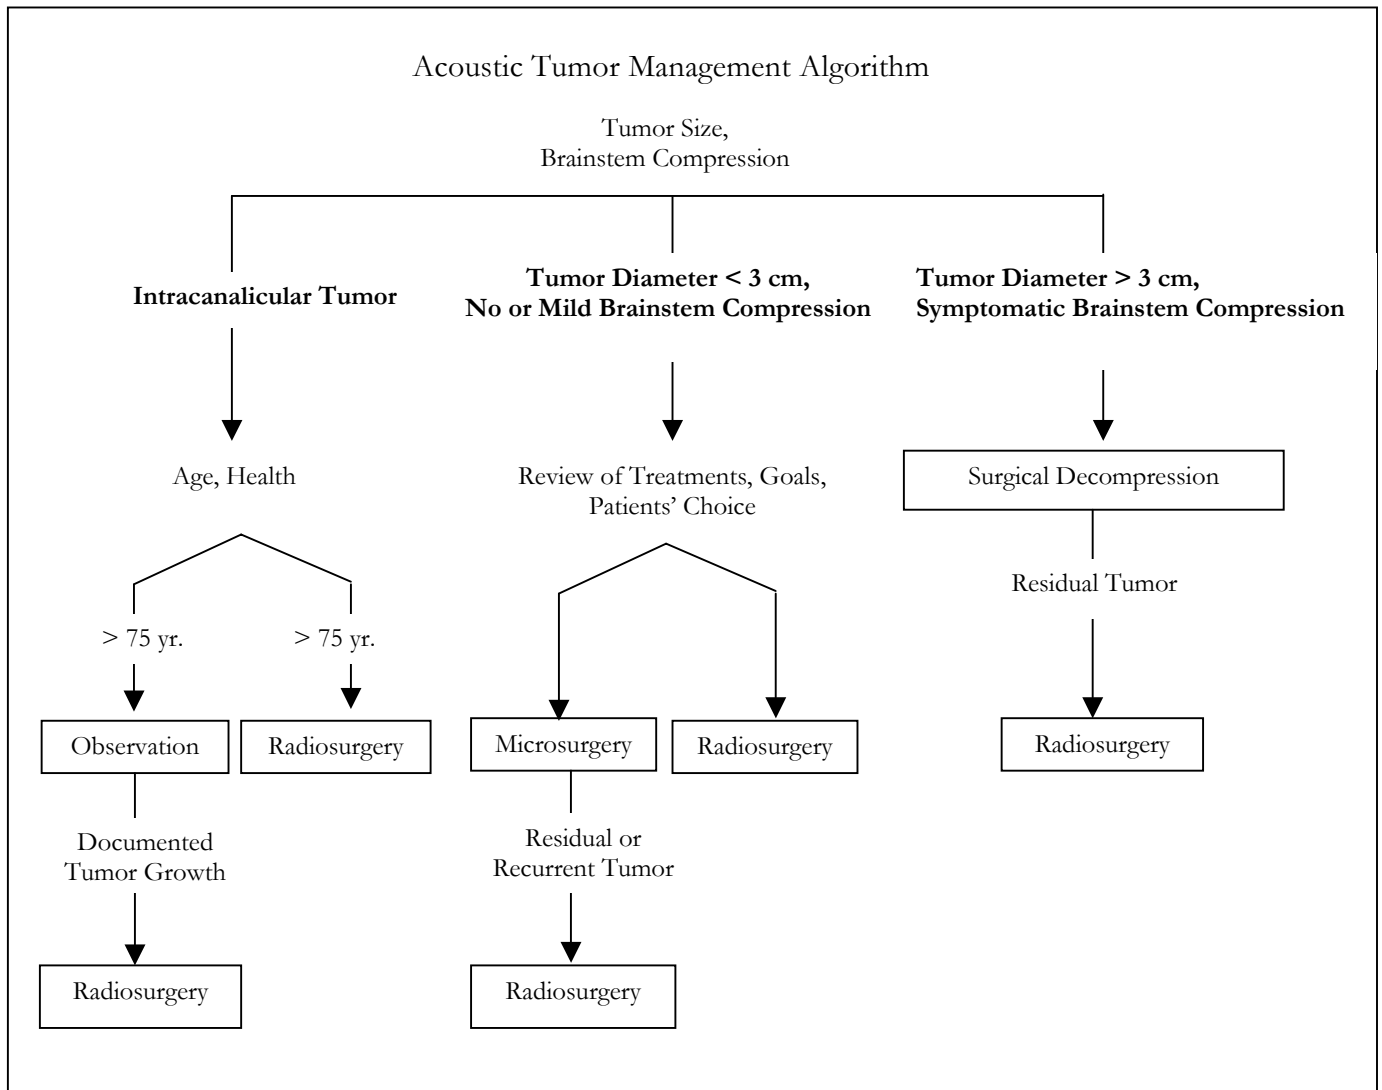 Acoustic Tumor Management Algorithm
Tumor Size,
Brainstem Compression
Intracanalicular Tumor
Tumor Diameter < 3 cm,
No or Mild Brainstem Compression
Tumor Diameter > 3 cm,
Symptomatic Brainstem Compression
Age, Health
Review of Treatments, Goals,
Patients’ Choice
Surgical Decompression
Residual Tumor
> 75 yr.
> 75 yr.
Observation
Radiosurgery
Microsurgery
Radiosurgery
Radiosurgery
Documented
Tumor Growth
Residual or
Recurrent Tumor
Radiosurgery
Radiosurgery